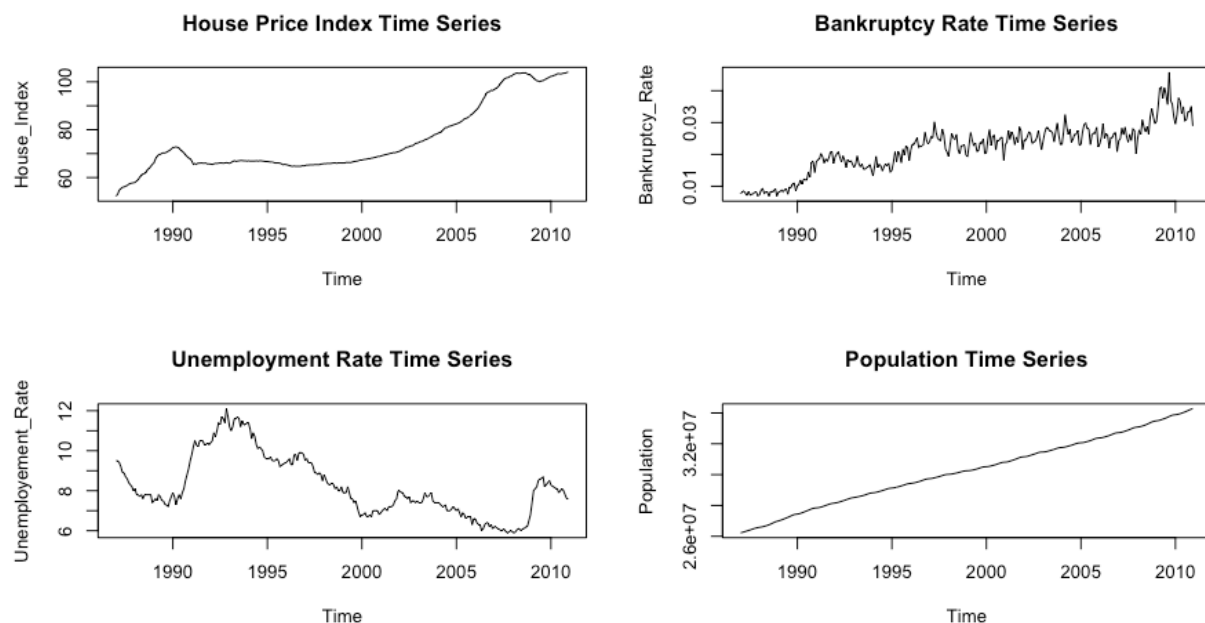 House Price Index Time Series
House_Index
100
80
60
1990 1995 2000 2005 2010
Time
Bankruptcy Rate Time Series
Bankruptcy_Rate
0.03
0.01
1990 1995 2000 2005 2010
Time
Unemployment Rate Time Series
Unemployement_Rate
12
10
8
6
1990 1995 2000 2005 2010
Time
Population Time Series
Population
3.2e+07
2.6e+07
1990 1995 2000 2005 2010
Time